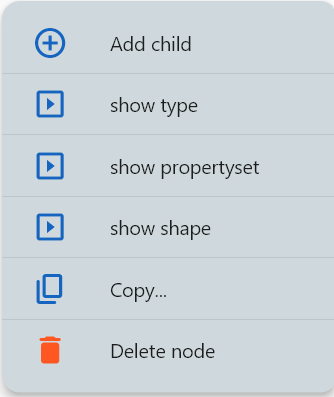 Add child
show type
show propertyset
show shape
Copy...
Delete node